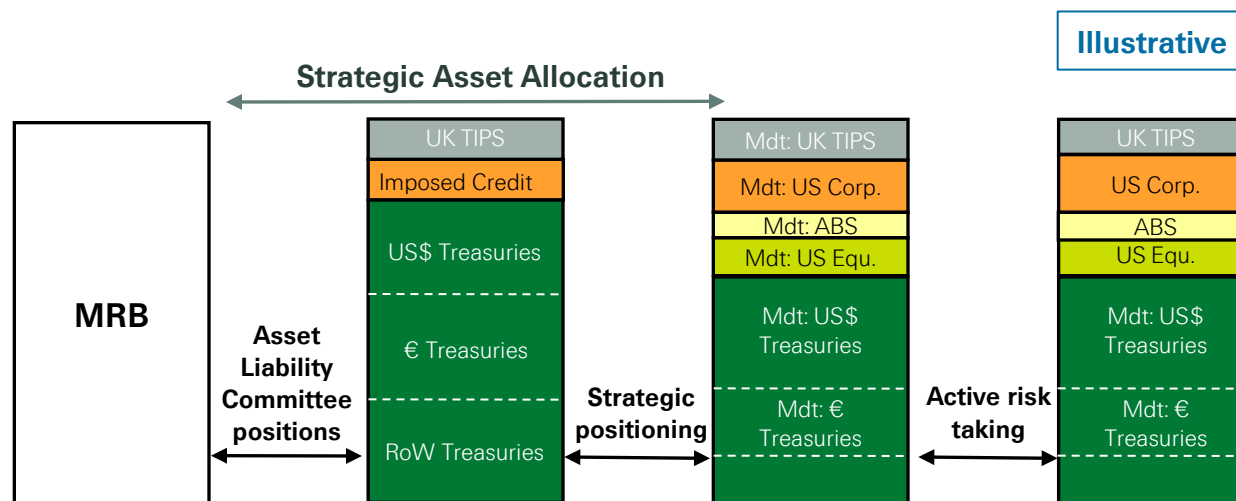 Illustrative
Strategic Asset Allocation
MRB
Asset
Liability
Committee
positions
UK TIPS
Imposed Credit
US$ Treasuries
€ Treasuries
RoW Treasuries
Strategic
positioning
Mdt: UK TIPS
Mdt: US Corp.
Mdt: ABS
Mdt: US Equ.
Mdt: US$
Treasuries
Mdt: €
Treasuries
Active risk
taking
UK TIPS
US Corp.
ABS
US Equ.
Mdt: US$
Treasuries
Mdt: €
Treasuries